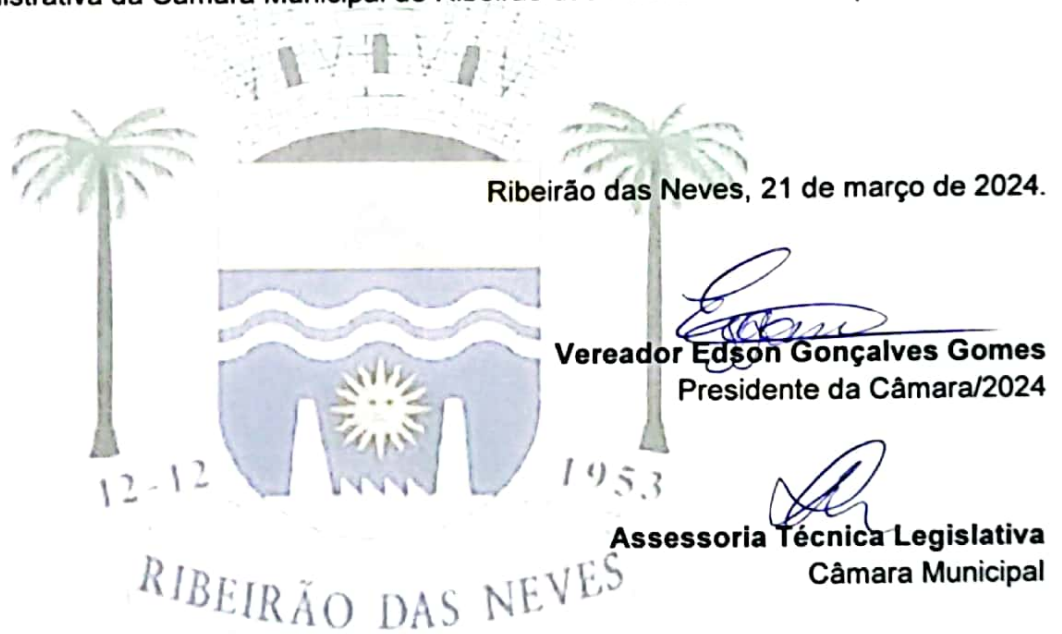 Ribeirão das Neves, 21 de março de 2024.
Vereador Edson Gonçalves Gomes
Presidente da Câmara/2024
12-12 1953
Assessoria Técnica Legislativa
Câmara Municipal
RIBEIRÃO DAS NEVES